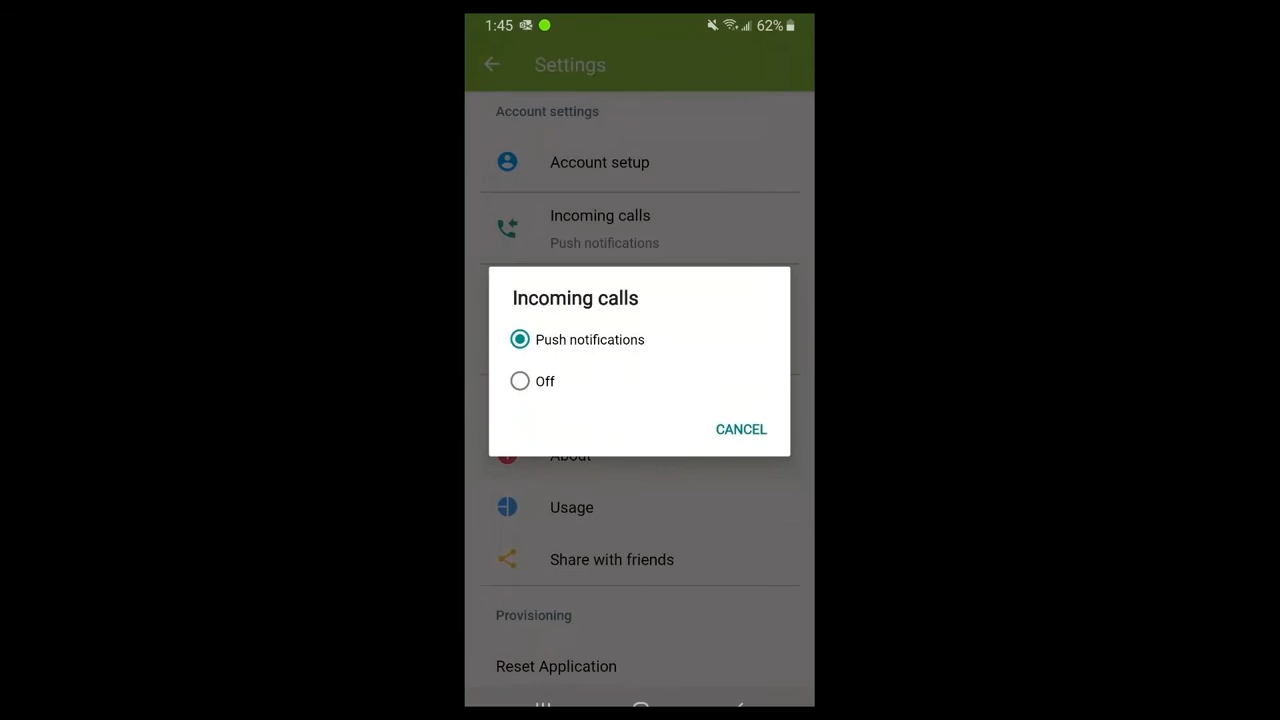 1:45 62%
Settings
Account settings
Account setup
Incoming calls
Push notifications
Incoming calls
Push notifications
Off
CANCEL
About
Usage
Share with friends
Provisioning
Reset Application